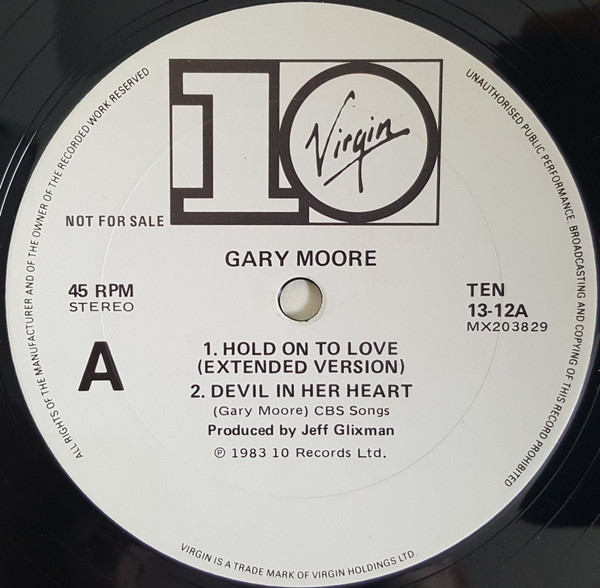 ALL RIGHTS OF THE MANUFACTURER AND OF THE OWNER OF THE RECORDED WORK RESERVED
UNAUTHORISED PUBLIC PERFORMANCE, BROADCASTING AND COPYING OF THIS RECORD PROHIBITED
10
Virgin
NOT FOR SALE
GARY MOORE
45 RPM
STEREO
TEN
13-12A
MX203829
A
1. HOLD ON TO LOVE
(EXTENDED VERSION)
2. DEVIL IN HER HEART
(Gary Moore) CBS Songs
Produced by Jeff Glixman
℗ 1983 10 Records Ltd.
VIRGIN IS A TRADE MARK OF VIRGIN HOLDINGS LTD.